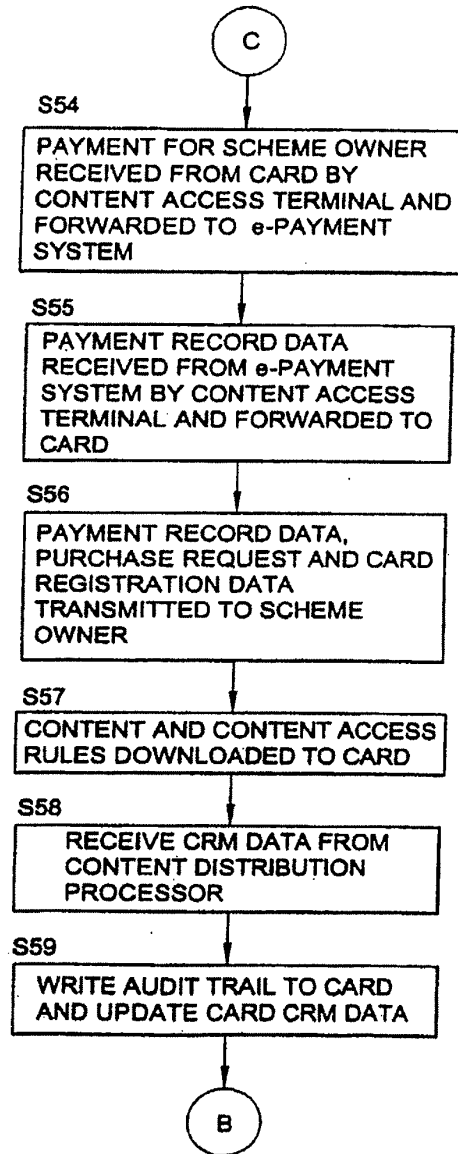 C
S54
PAYMENT FOR SCHEME OWNER
RECEIVED FROM CARD BY
CONTENT ACCESS TERMINAL AND
FORWARDED TO e-PAYMENT
SYSTEM
S55
PAYMENT RECORD DATA
RECEIVED FROM e-PAYMENT
SYSTEM BY CONTENT ACCESS
TERMINAL AND FORWARDED TO
CARD
S56
PAYMENT RECORD DATA,
PURCHASE REQUEST AND CARD
REGISTRATION DATA
TRANSMITTED TO SCHEME
OWNER
S57
CONTENT AND CONTENT ACCESS
RULES DOWNLOADED TO CARD
S58
RECEIVE CRM DATA FROM
CONTENT DISTRIBUTION
PROCESSOR
S59
WRITE AUDIT TRAIL TO CARD
AND UPDATE CARD CRM DATA
B